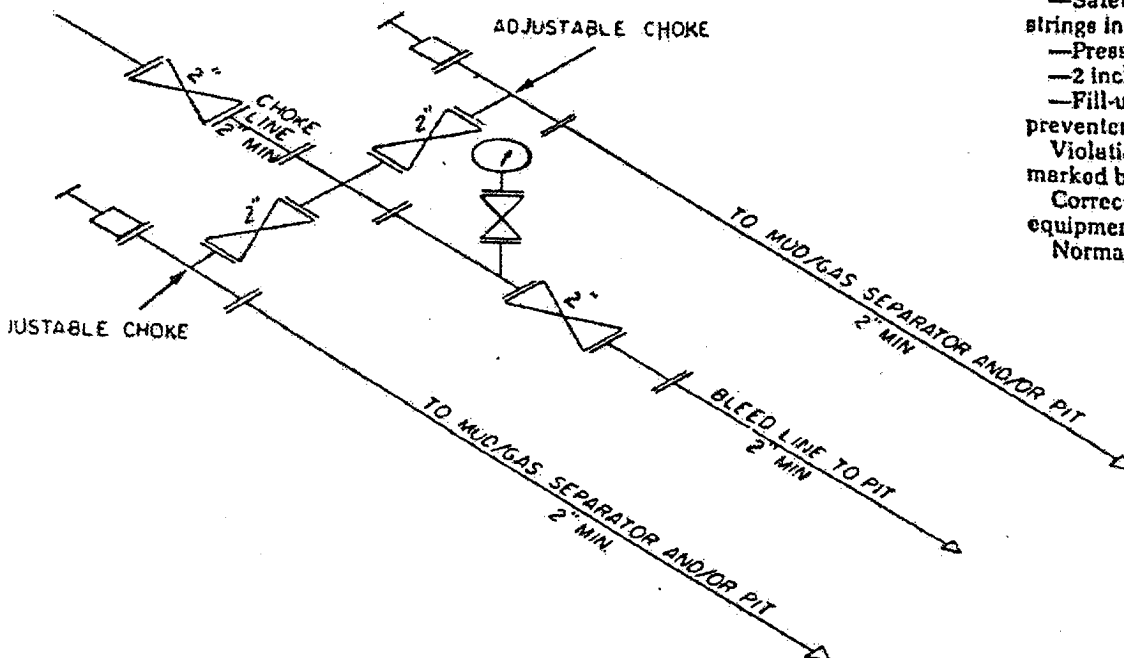 ADJUSTABLE CHOKE
2"
CHOKE
LINE
2" MIN
2"
2"
JUSTABLE CHOKE
2"
TO MUD/GAS SEPARATOR AND/OR PIT
2" MIN
BLEED LINE TO PIT
2" MIN
TO MUD/GAS SEPARATOR AND/OR PIT
2" MIN.
strings in
—Press
—2 incl
—Fill-u
preventer
Violati
marked b
Correc
equipmen
Norma